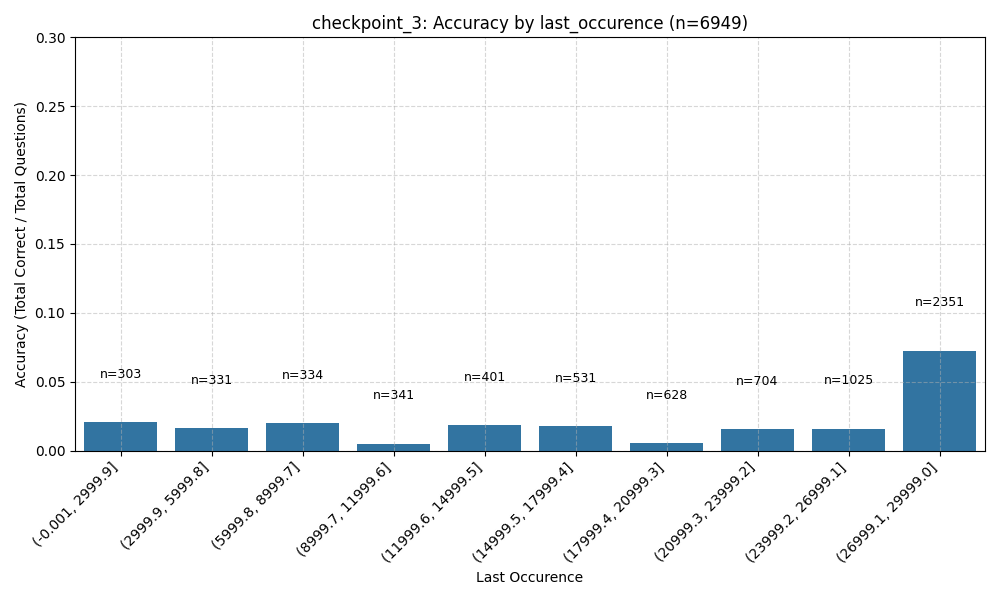 checkpoint_3: Accuracy by last_occurence (n=6949)
Accuracy (Total Correct / Total Questions)
0.30
0.25
0.20
0.15
0.10
0.05
0.00
n=303
n=331
n=334
n=341
n=401
n=531
n=628
n=704
n=1025
n=2351
(-0.001, 2999.9]
(2999.9, 5999.8]
(5999.8, 8999.7]
(8999.7, 11999.6]
(11999.6, 14999.5]
(14999.5, 17999.4]
(17999.4, 20999.3]
(20999.3, 23999.2]
(23999.2, 26999.1]
(26999.1, 29999.0]
Last Occurence